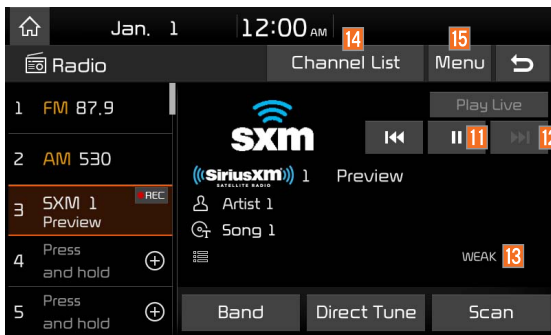 Jan. 1 12:00 AM
14 15
Radio Channel List Menu
1 FM 87.9
Play Live
sxm
11 12
2 AM 530
((SiriusXM)) 1 Preview
SATELLITE RADIO
3 SXM 1 REC
Preview
Artist 1
Song 1
4 Press
and hold
WEAK 13
5 Press
and hold
Band Direct Tune Scan